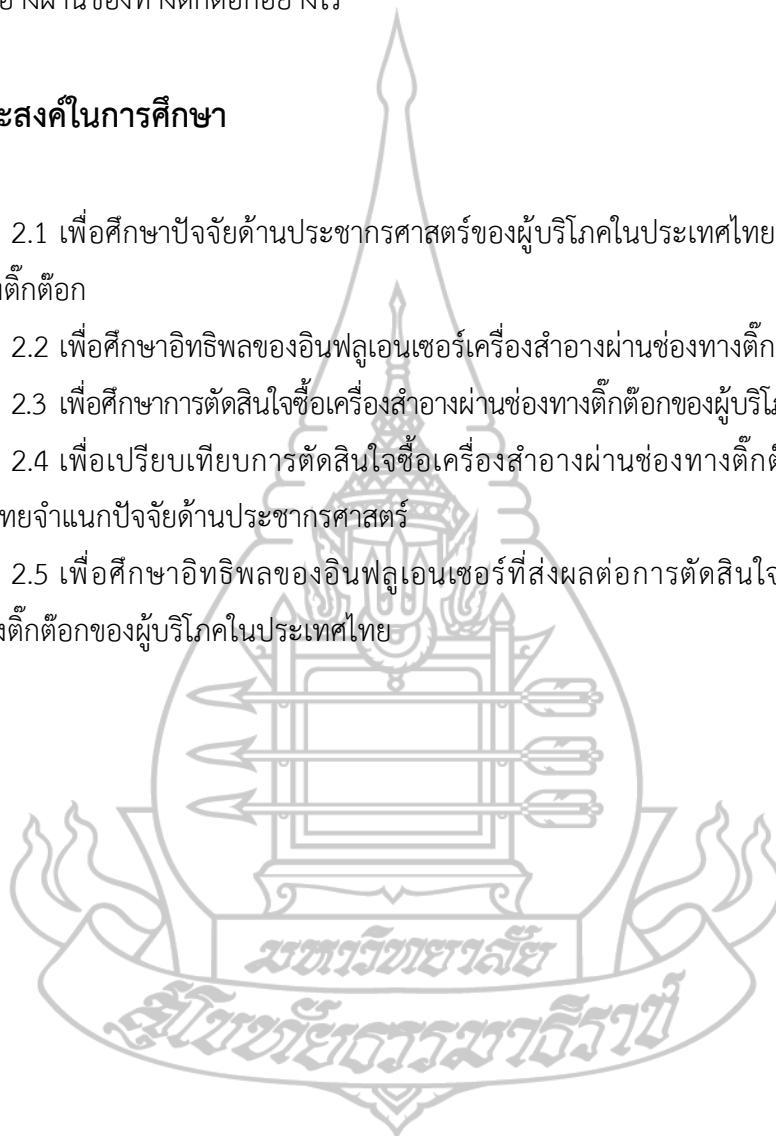 างผ่านช่องทางติ๊กต๊อกอย่างไร
ะสงค์ในการศึกษา
2.1 เพื่อศึกษาปัจจัยด้านประชากรศาสตร์ของผู้บริโภคในประเทศไทย
งติ๊กต๊อก
2.2 เพื่อศึกษาอิทธิพลของอินฟลูเอนเซอร์เครื่องสำอางผ่านช่องทางติ๊ก
2.3 เพื่อศึกษาการตัดสินใจซื้อเครื่องสำอางผ่านช่องทางติ๊กต๊อกของผู้บริโภ
2.4 เพื่อเปรียบเทียบการตัดสินใจซื้อเครื่องสำอางผ่านช่องทางติ๊กต
ทยจำแนกปัจจัยด้านประชากรศาสตร์
2.5 เพื่อศึกษาอิทธิพลของอินฟลูเอนเซอร์ที่ส่งผลต่อการตัดสินใจ
งติ๊กต๊อกของผู้บริโภคในประเทศไทย
มหาวิทยาลัย
สุโขทัยธรรมาธิราช